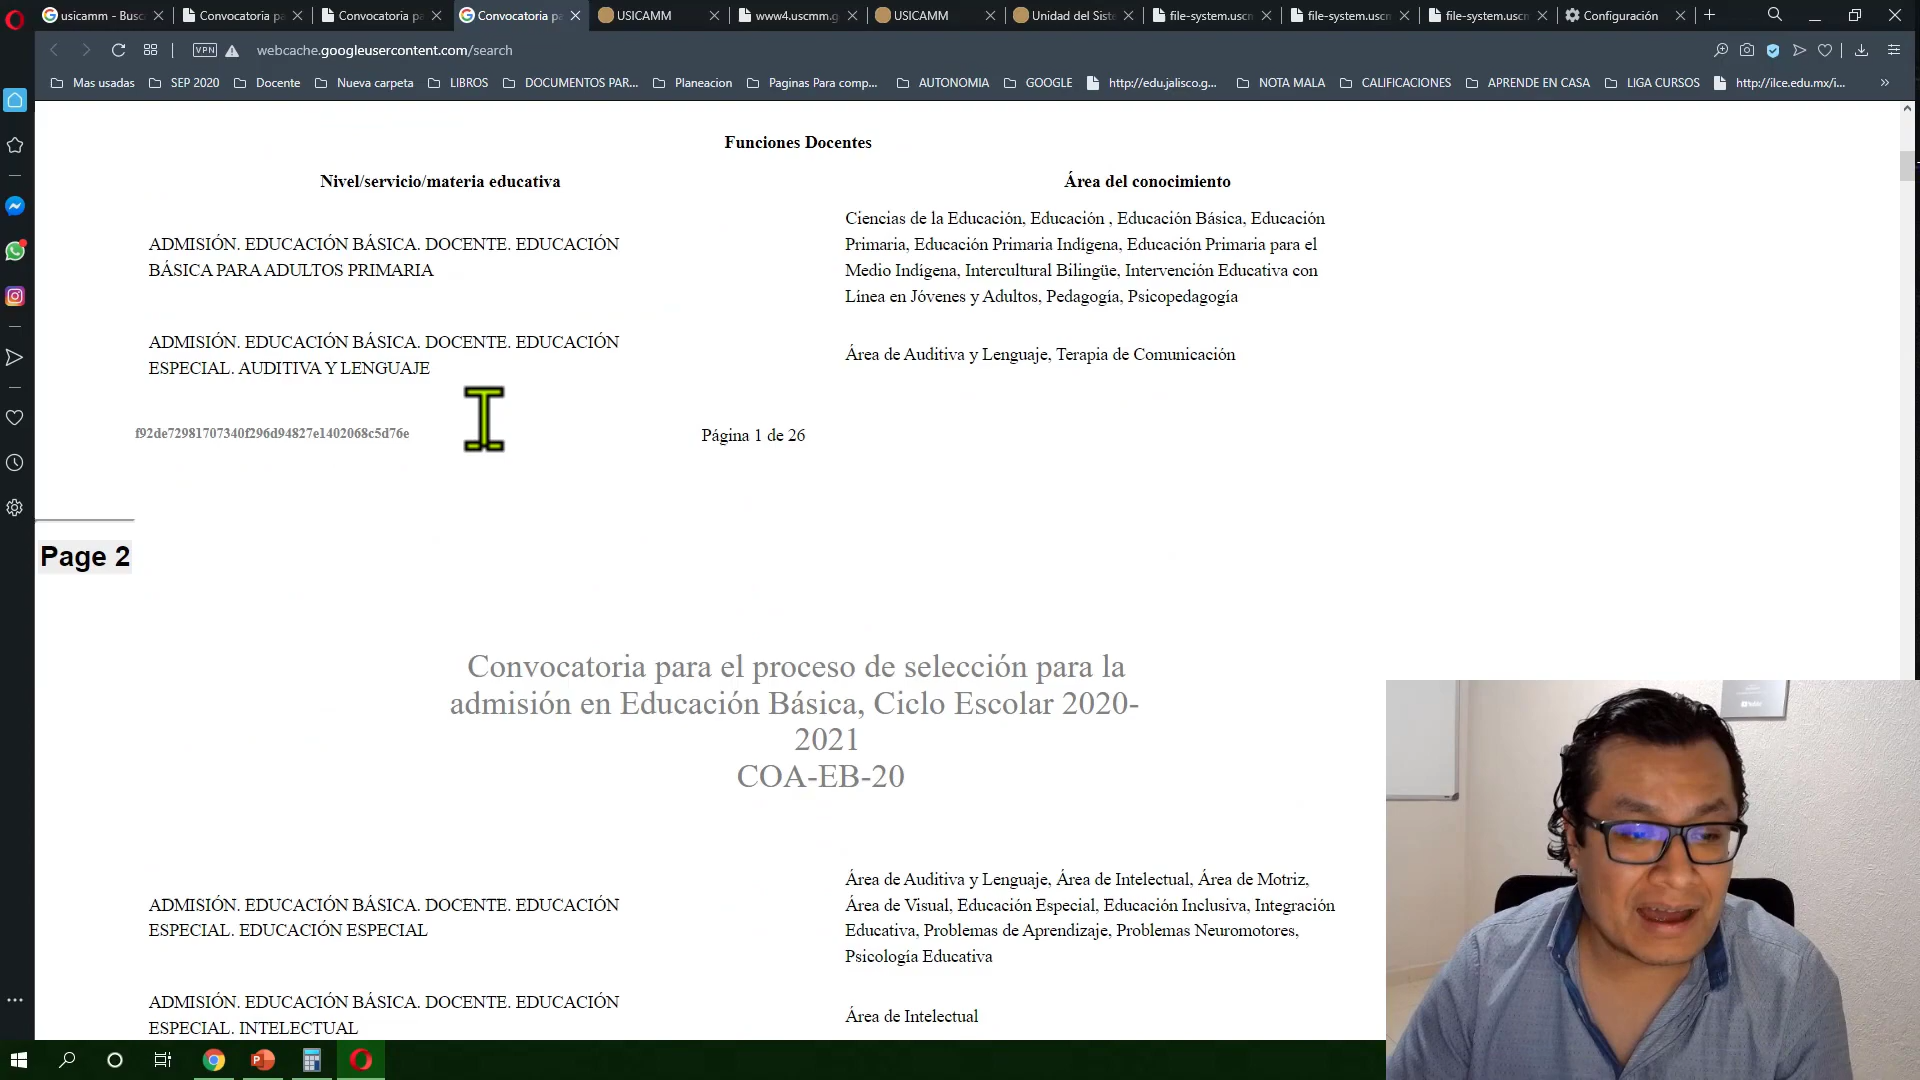 usicamm - Busc
Convocatoria pa
Convocatoria pa
Convocatoria pa
USICAMM
www4.uscmm.g
USICAMM
Unidad del Siste
file-system.uscm
file-system.uscm
file-system.uscm
Configuración
VPN
webcache.googleusercontent.com/search
Mas usadas
SEP 2020
Docente
Nueva carpeta
LIBROS
DOCUMENTOS PAR...
Planeacion
Paginas Para comp...
AUTONOMIA
GOOGLE
http://edu.jalisco.g...
NOTA MALA
CALIFICACIONES
APRENDE EN CASA
LIGA CURSOS
http://ilce.edu.mx/i...
Funciones Docentes
Nivel/servicio/materia educativa
Área del conocimiento
ADMISIÓN. EDUCACIÓN BÁSICA. DOCENTE. EDUCACIÓN
BÁSICA PARA ADULTOS PRIMARIA
Ciencias de la Educación, Educación , Educación Básica, Educación
Primaria, Educación Primaria Indígena, Educación Primaria para el
Medio Indígena, Intercultural Bilingüe, Intervención Educativa con
Línea en Jóvenes y Adultos, Pedagogía, Psicopedagogía
ADMISIÓN. EDUCACIÓN BÁSICA. DOCENTE. EDUCACIÓN
ESPECIAL. AUDITIVA Y LENGUAJE
Área de Auditiva y Lenguaje, Terapia de Comunicación
f92de72981707340f296d94827e1402068c5d76e
Página 1 de 26
Page 2
Convocatoria para el proceso de selección para la
admisión en Educación Básica, Ciclo Escolar 2020-
2021
COA-EB-20
ADMISIÓN. EDUCACIÓN BÁSICA. DOCENTE. EDUCACIÓN
ESPECIAL. EDUCACIÓN ESPECIAL
Área de Auditiva y Lenguaje, Área de Intelectual, Área de Motriz,
Área de Visual, Educación Especial, Educación Inclusiva, Integración
Educativa, Problemas de Aprendizaje, Problemas Neuromotores,
Psicología Educativa
ADMISIÓN. EDUCACIÓN BÁSICA. DOCENTE. EDUCACIÓN
ESPECIAL. INTELECTUAL
Área de Intelectual